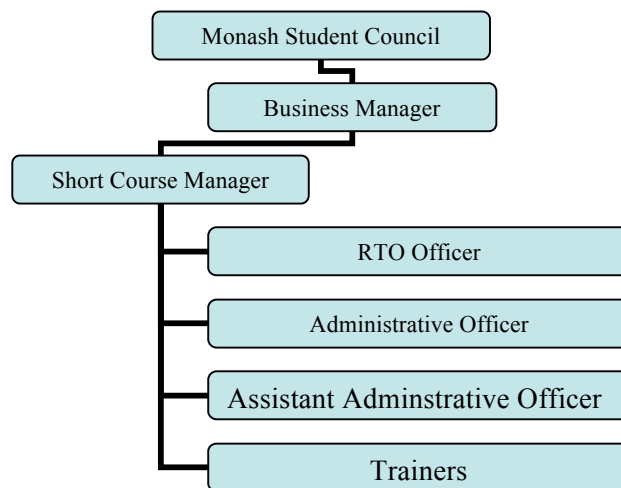 Monash Student Council
Business Manager
Short Course Manager
RTO Officer
Administrative Officer
Assistant Adminstrative Officer
Trainers